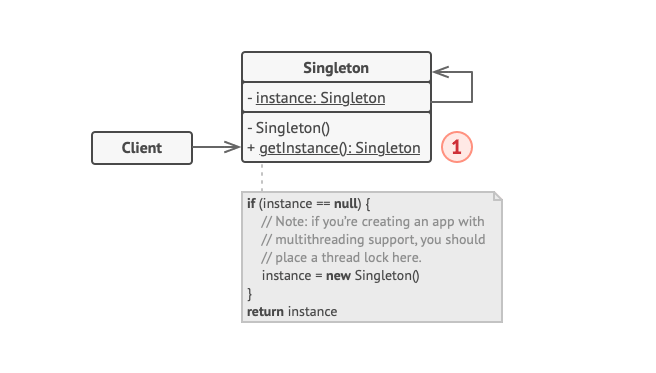 Singleton
- instance: Singleton
- Singleton()
+ getInstance(): Singleton
1
Client
if (instance == null) {
// Note: if you're creating an app with
// multithreading support, you should
// place a thread lock here.
instance = new Singleton()
}
return instance